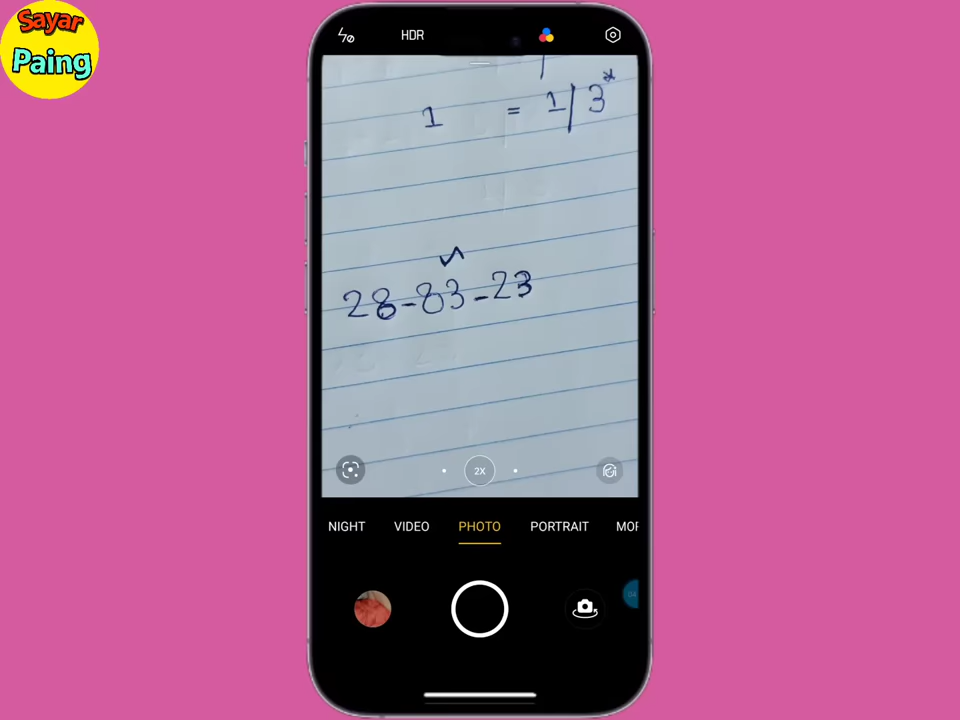 Sayar
Paing
HDR
1 = 1/3*
28-83-23
2X
NIGHT VIDEO PHOTO PORTRAIT